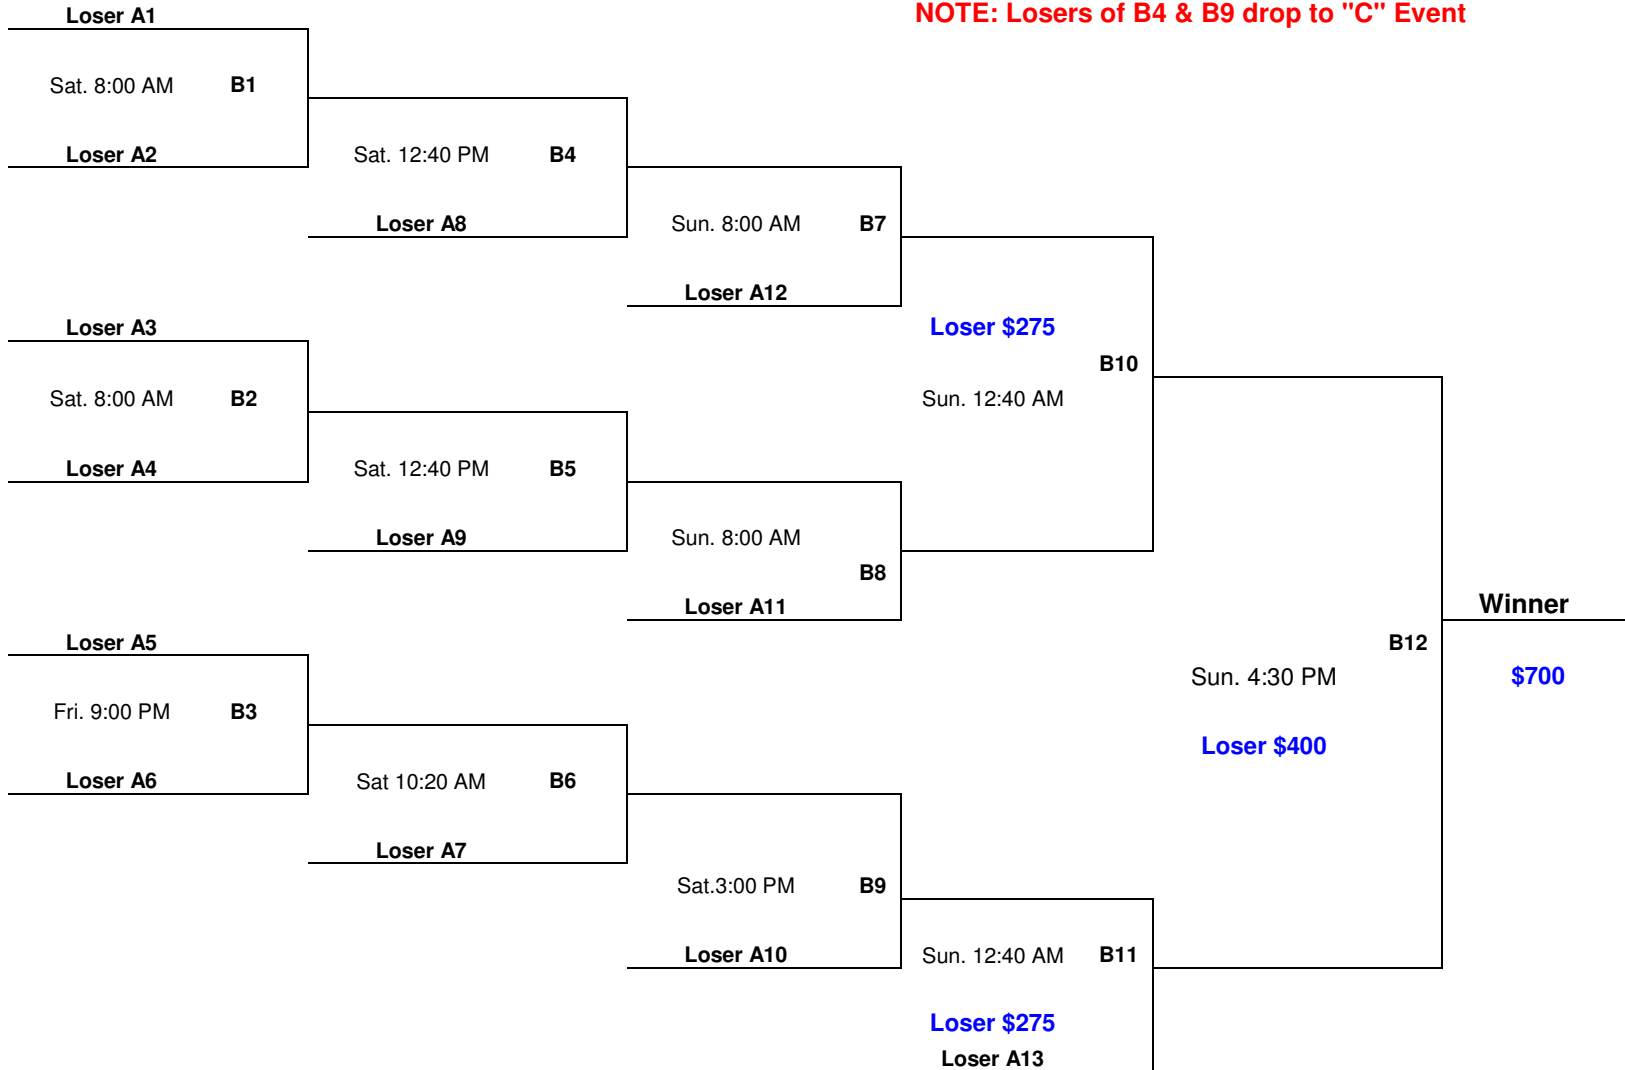 Loser A1
NOTE: Losers of B4 & B9 drop to "C" Event
Sat. 8:00 AM B1
Loser A2
Sat. 12:40 PM B4
Loser A8
Sun. 8:00 AM B7
Loser A12
Loser A3
Loser $275
B10
Sat. 8:00 AM B2
Sun. 12:40 AM
Loser A4
Sat. 12:40 PM B5
Loser A9
Sun. 8:00 AM
B8
Loser A11
Winner
Loser A5
B12
Sun. 4:30 PM
$700
Fri. 9:00 PM B3
Loser $400
Loser A6
Sat 10:20 AM B6
Loser A7
Sat.3:00 PM B9
Loser A10
Sun. 12:40 AM B11
Loser $275
Loser A13